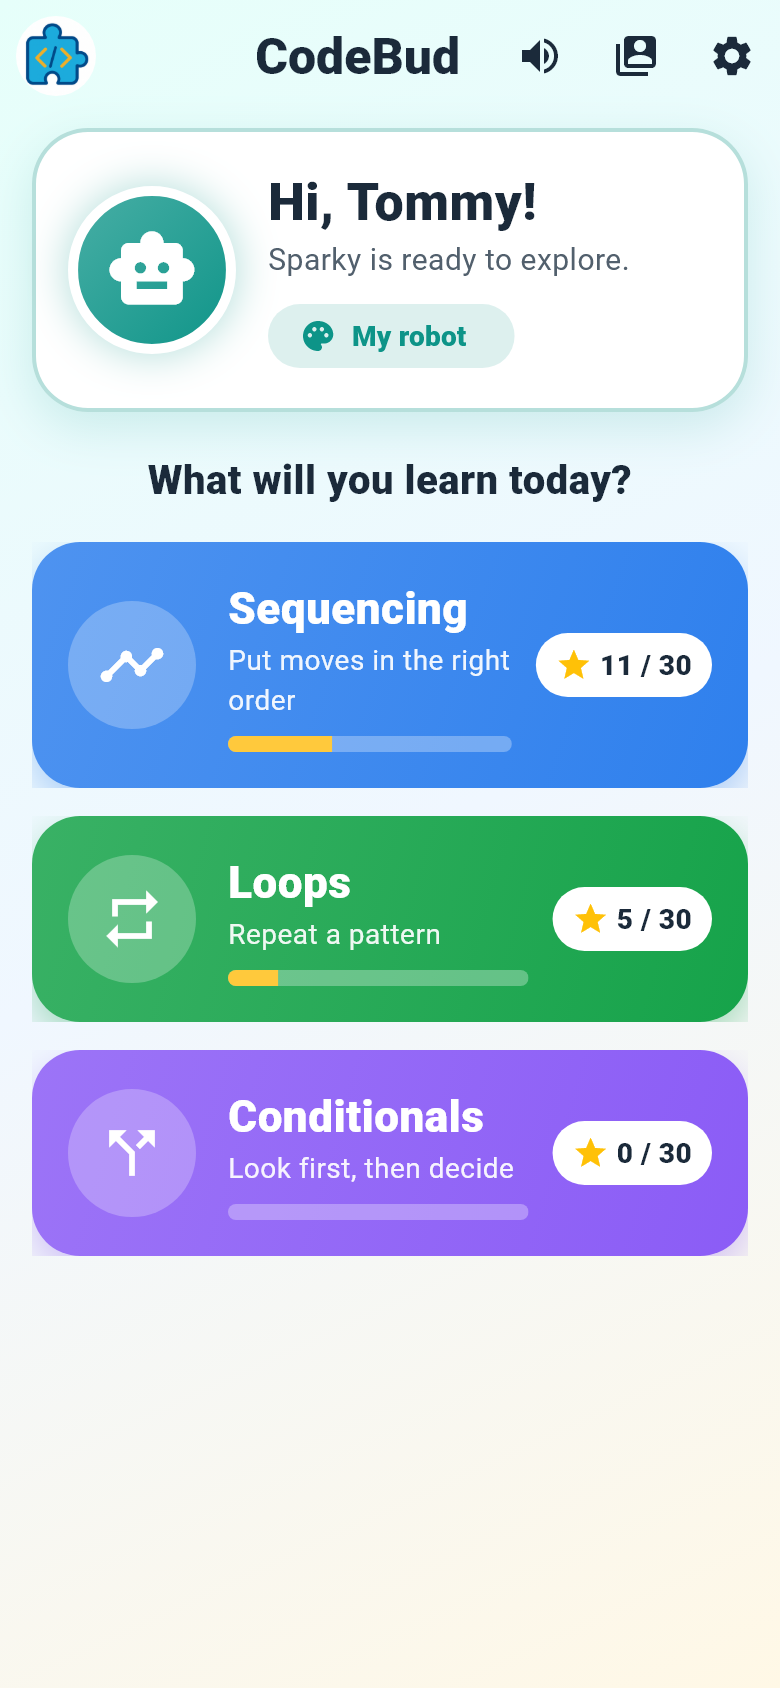 CodeBud
Hi, Tommy!
Sparky is ready to explore.
My robot
What will you learn today?
Sequencing
Put moves in the right
order
11 / 30
Loops
Repeat a pattern
5 / 30
Conditionals
Look first, then decide
0 / 30